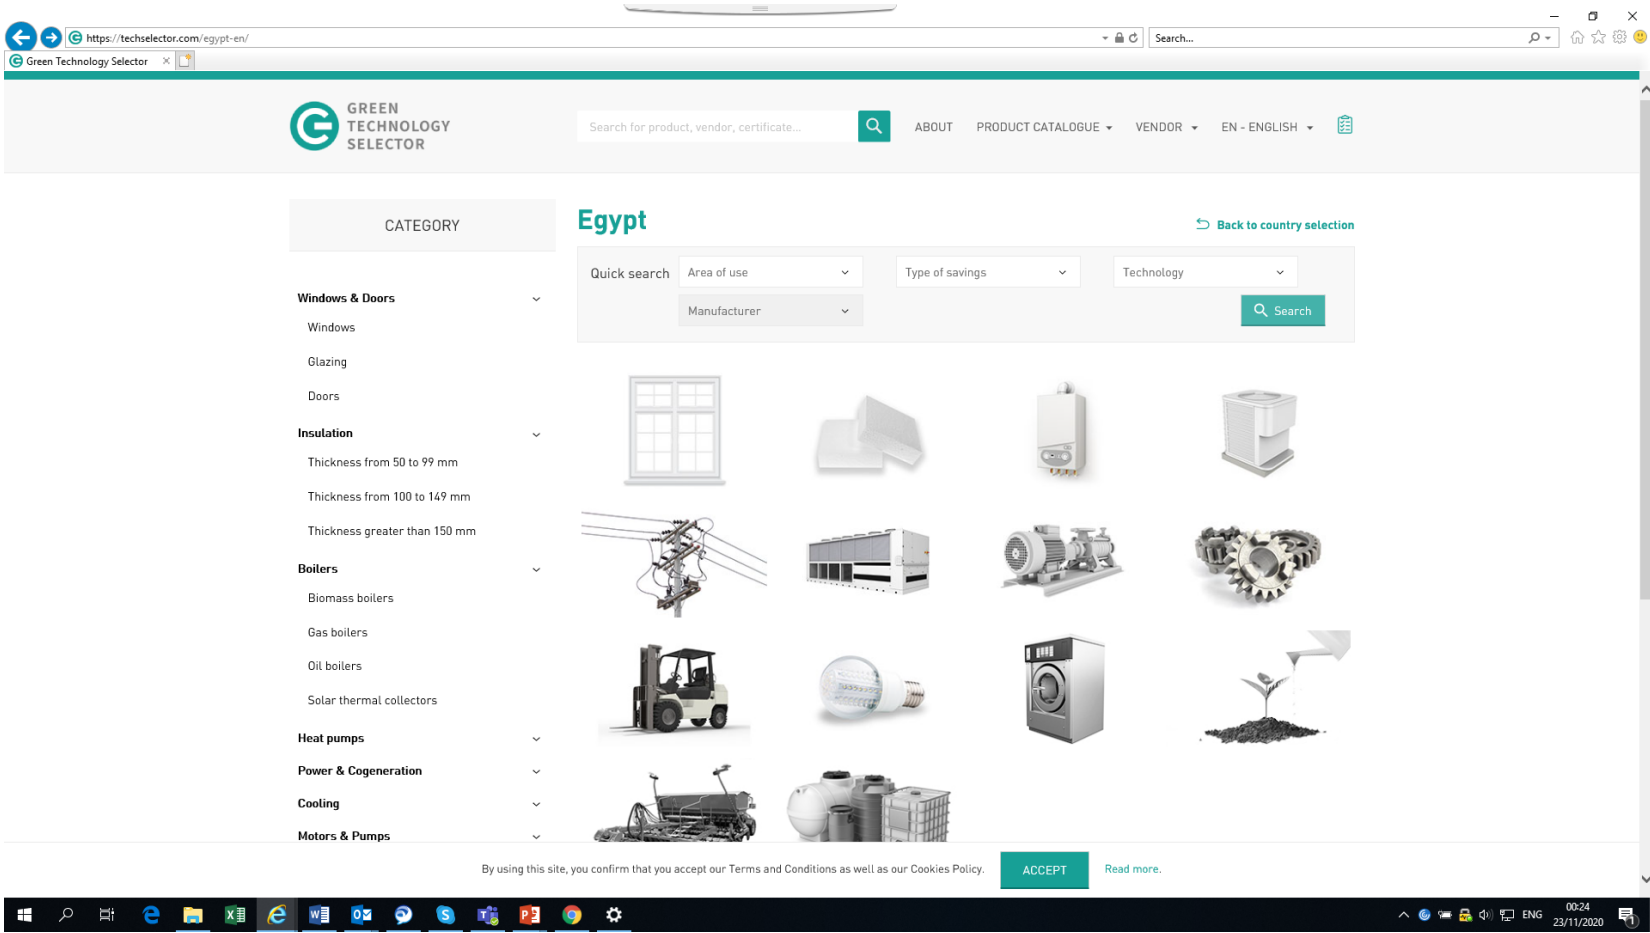 https://techselector.com/egypt-en/
Search...
Green Technology Selector
GREEN
TECHNOLOGY
SELECTOR
Search for product, vendor, certificate...
ABOUT
PRODUCT CATALOGUE
VENDOR
EN - ENGLISH
CATEGORY
Egypt
Back to country selection
Quick search
Area of use
Type of savings
Technology
Manufacturer
Search
Windows & Doors
Windows
Glazing
Doors
Insulation
Thickness from 50 to 99 mm
Thickness from 100 to 149 mm
Thickness greater than 150 mm
Boilers
Biomass boilers
Gas boilers
Oil boilers
Solar thermal collectors
Heat pumps
Power & Cogeneration
Cooling
Motors & Pumps
By using this site, you confirm that you accept our Terms and Conditions as well as our Cookies Policy.
ACCEPT
Read more.
ENG
00:24
23/11/2020
1